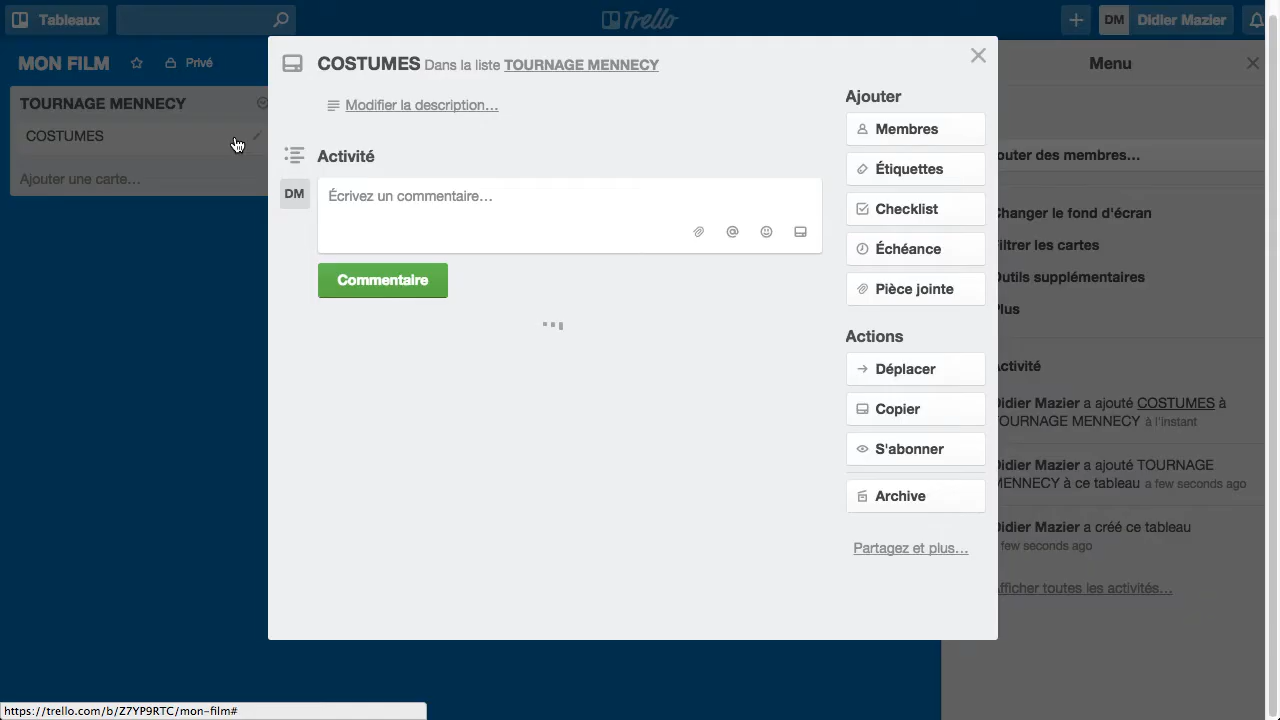 Tableaux
Trello
DM Didier Mazier
MON FILM
Privé
TOURNAGE MENNECY
COSTUMES
Ajouter une carte…
COSTUMES Dans la liste TOURNAGE MENNECY
Modifier la description…
Activité
DM
Écrivez un commentaire…
Commentaire
Ajouter
Membres
Étiquettes
Checklist
Échéance
Pièce jointe
Actions
Déplacer
Copier
S'abonner
Archive
Partagez et plus…
Menu
outer des membres…
Changer le fond d'écran
iltrer les cartes
Outils supplémentaires
Plus
ctivité
Didier Mazier a ajouté COSTUMES à
TOURNAGE MENNECY à l'instant
Didier Mazier a ajouté TOURNAGE
MENNECY à ce tableau a few seconds ago
Didier Mazier a créé ce tableau
few seconds ago
fficher toutes les activités…
https://trello.com/b/Z7YP9RTC/mon-film#